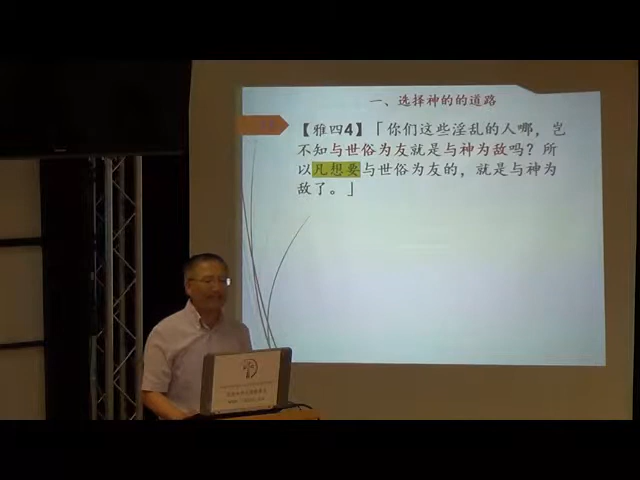 一、选择神的的道路
【雅四4】「你们这些淫乱的人哪，岂
不知与世俗为友就是与神为敌吗？所
以凡想要与世俗为友的，就是与神为
敌了。」